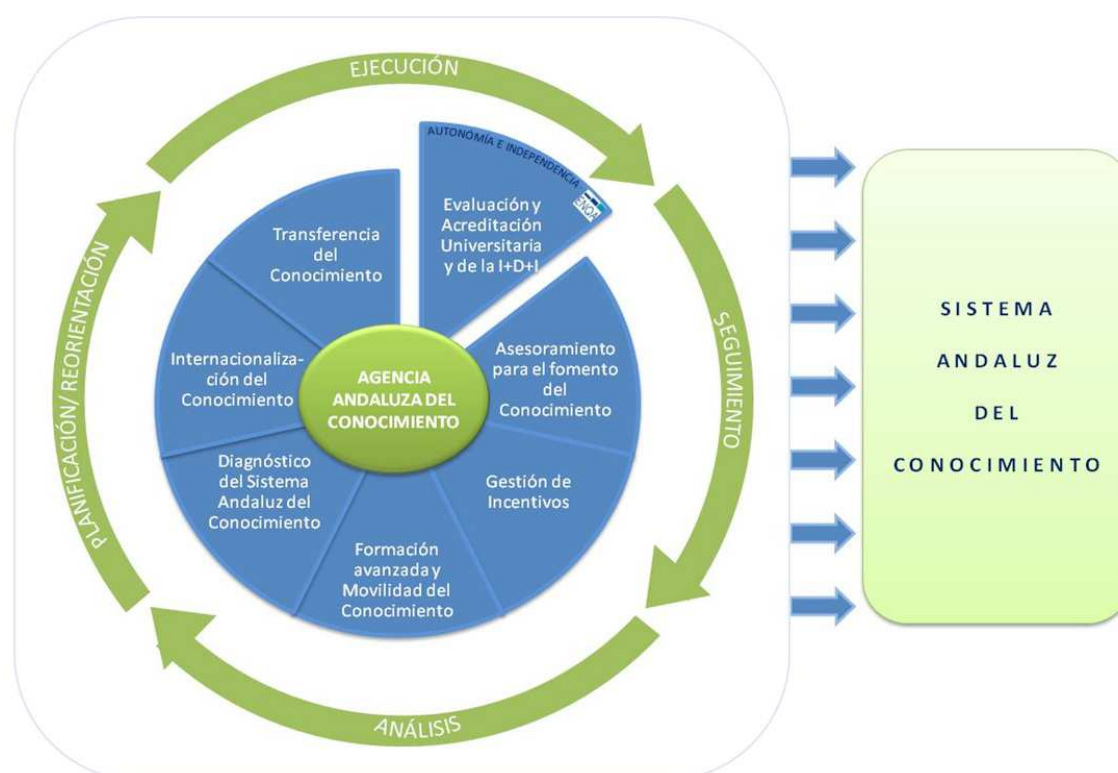 EJECUCIÓN
AUTONÓMÍA E INDEPENDENCIA
ENQA
Evaluación y
Acreditación
Universitaria
y de la I+D+I
Transferencia
del
Conocimiento
PLANIFICACIÓN/ REORIENTACIÓN
SEGUIMIENTO
Internacionaliza-
ción del
Conocimiento
AGENCIA
ANDALUZA DEL
CONOCIMIENTO
Asesoramiento
para el fomento
del
Conocimiento
Diagnóstico
del Sistema
Andaluz del
Conocimiento
Gestión de
Incentivos
Formación
avanzada y
Movilidad del
Conocimiento
ANÁLISIS
SISTEMA
ANDALUZ
DEL
CONOCIMIENTO